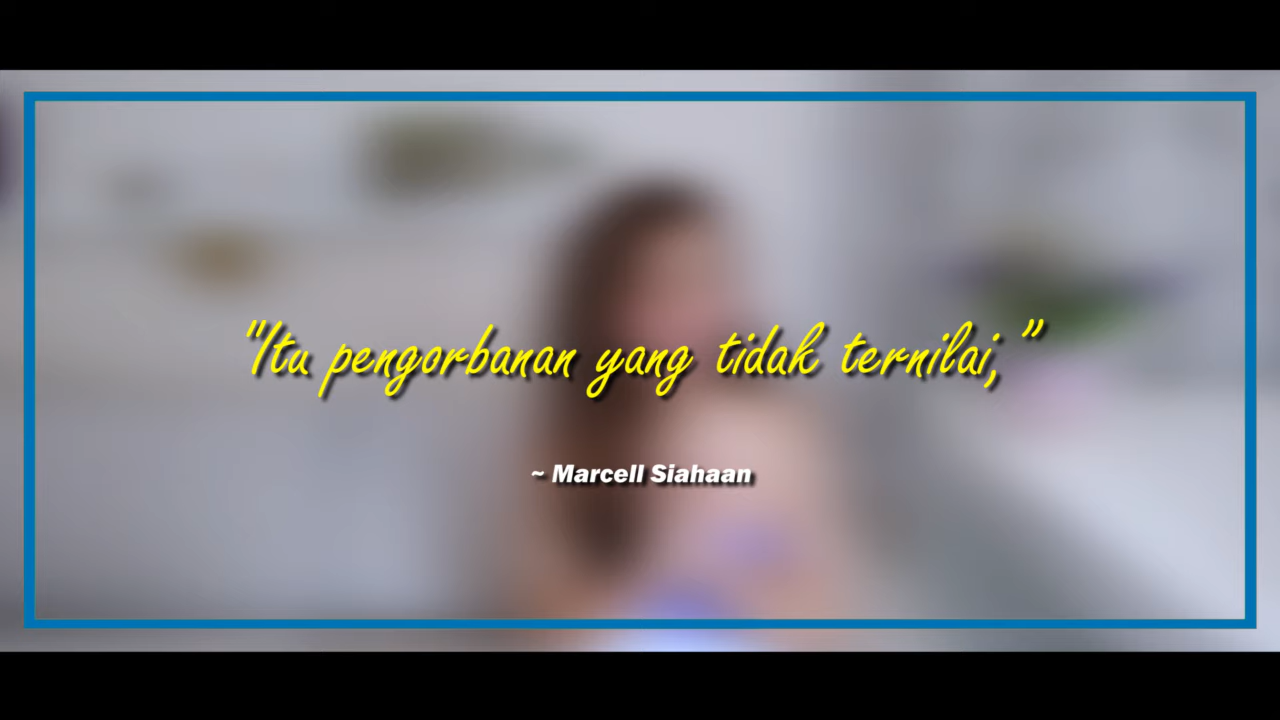 "Itu pengorbanan yang tidak ternilai,"
~ Marcell Siahaan